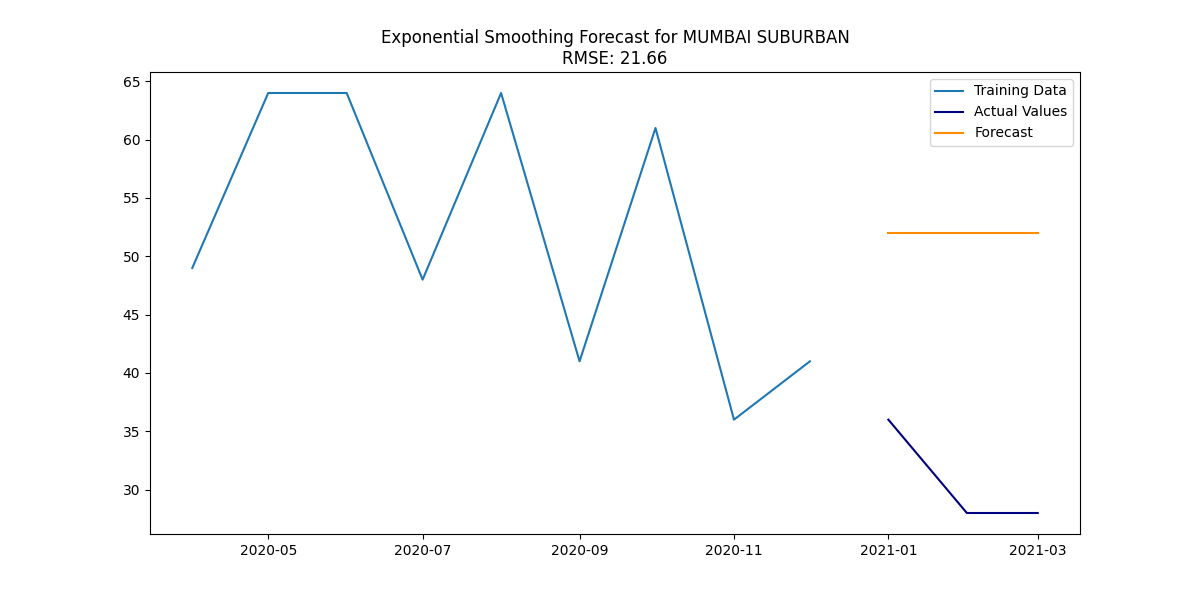 Exponential Smoothing Forecast for MUMBAI SUBURBAN
RMSE: 21.66
Training Data
Actual Values
Forecast
65
60
55
50
45
40
35
30
2020-05
2020-07
2020-09
2020-11
2021-01
2021-03